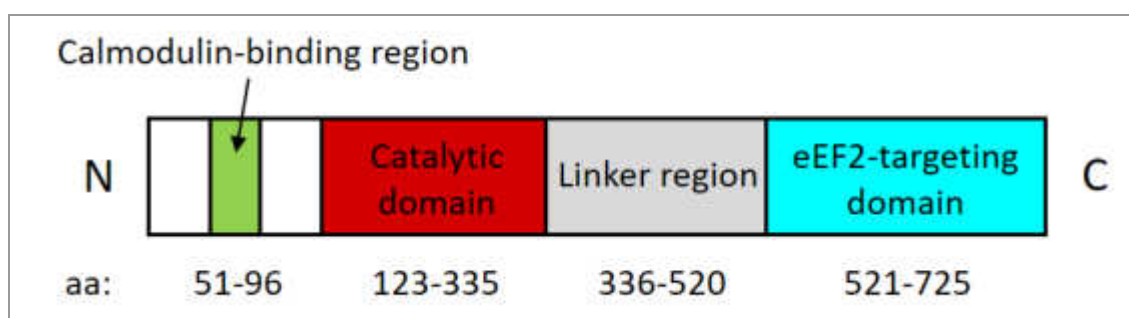 Calmodulin-binding region
N
Catalytic
domain
Linker region
eEF2-targeting
domain
C
aa: 51-96 123-335 336-520 521-725